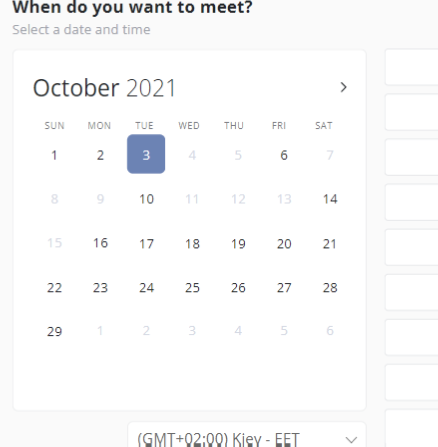 When do you want to meet?
Select a date and time
October 2021
SUN MON TUE WED THU FRI SAT
1 2 3 4 5 6 7
8 9 10 11 12 13 14
15 16 17 18 19 20 21
22 23 24 25 26 27 28
29 1 2 3 4 5 6
(GMT+02:00) Kiev - EET